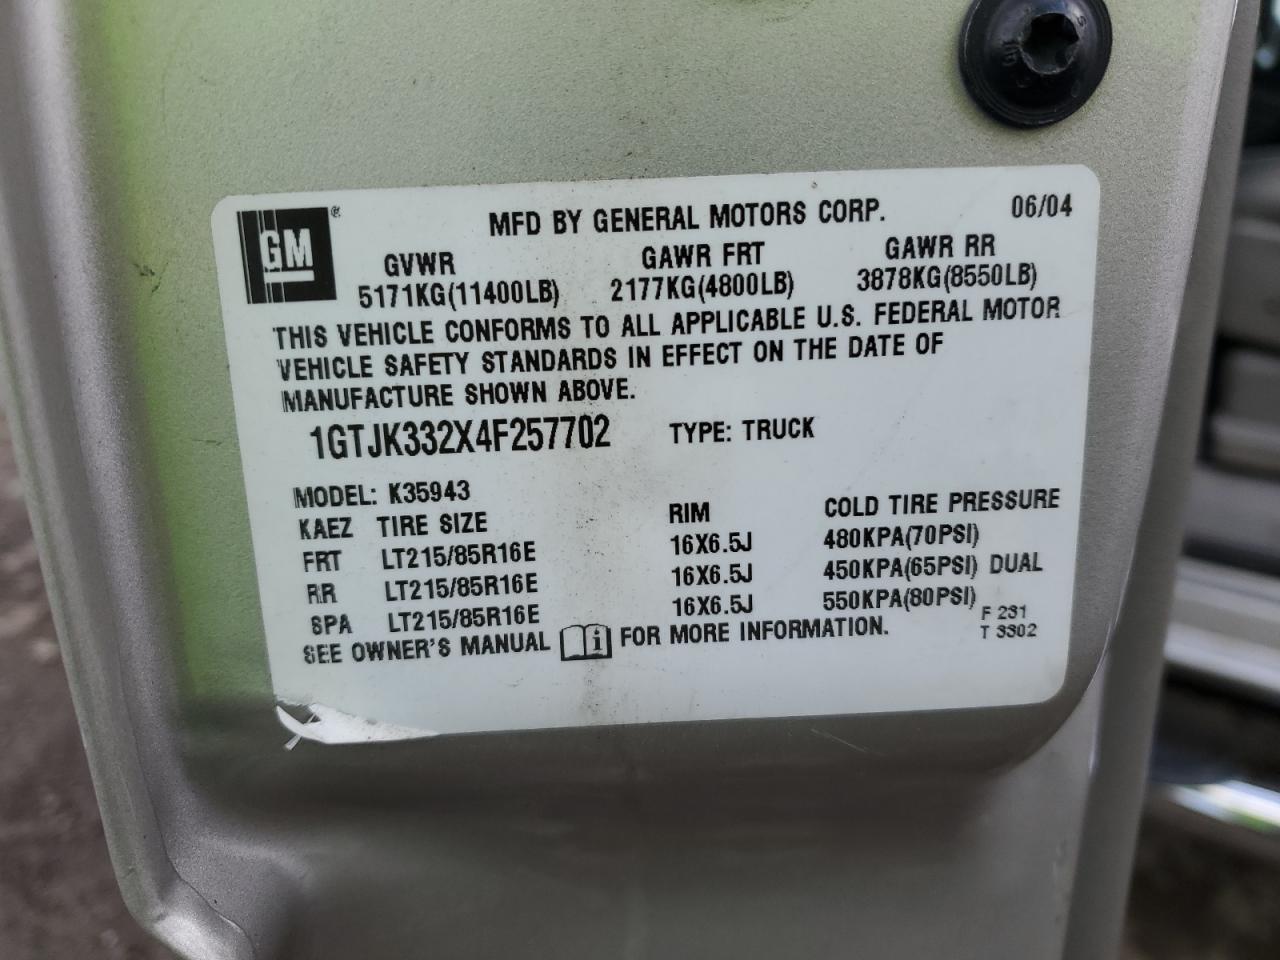 GM ®
MFD BY GENERAL MOTORS CORP. 06/04
GVWR GAWR FRT GAWR RR
5171KG(11400LB) 2177KG(4800LB) 3878KG(8550LB)
THIS VEHICLE CONFORMS TO ALL APPLICABLE U.S. FEDERAL MOTOR
VEHICLE SAFETY STANDARDS IN EFFECT ON THE DATE OF
MANUFACTURE SHOWN ABOVE.
1GTJK332X4F257702 TYPE: TRUCK
MODEL: K35943
KAEZ TIRE SIZE RIM COLD TIRE PRESSURE
FRT LT215/85R16E 16X6.5J 480KPA(70PSI)
RR LT215/85R16E 16X6.5J 450KPA(65PSI) DUAL
SPA LT215/85R16E 16X6.5J 550KPA(80PSI)
SEE OWNER'S MANUAL i FOR MORE INFORMATION.
F 231
T 3302